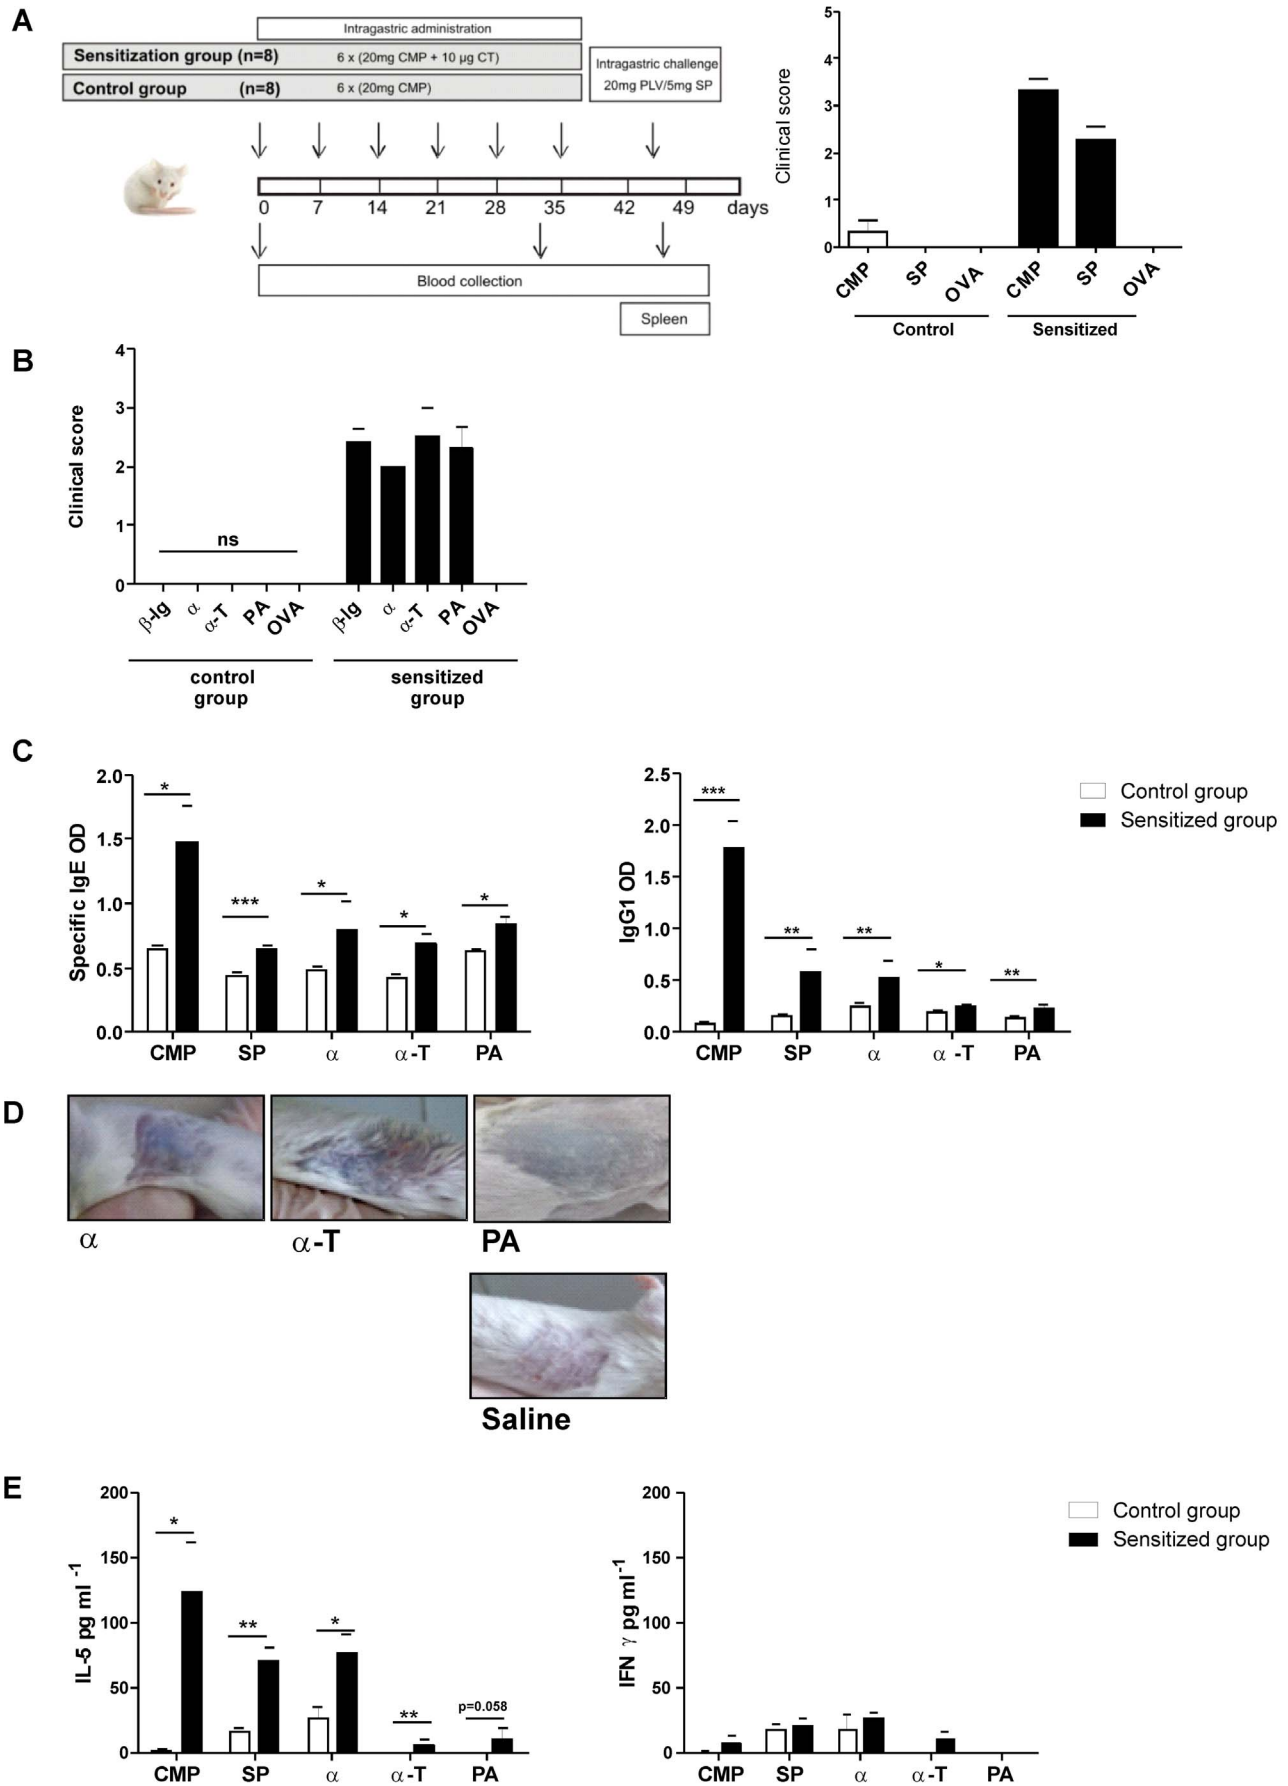 A
Intragastric administration
Sensitization group (n=8) 6 x (20mg CMP + 10 µg CT)
Control group (n=8) 6 x (20mg CMP)
Intragastric challenge
20mg PLV/5mg SP
0 7 14 21 28 35 42 49 days
Blood collection
Spleen
Clinical score
5
4
3
2
1
0
CMP SP OVA CMP SP OVA
Control Sensitized
B
Clinical score
4
3
2
1
0
ns
β-lg α α-T PA OVA β-lg α α-T PA OVA
control group
sensitized group
C
Specific IgE OD
2.0
1.5
1.0
0.5
0.0
* *** * * *
CMP SP α α-T PA
IgG1 OD
2.5
2.0
1.5
1.0
0.5
0.0
*** ** ** * **
CMP SP α α-T PA
Control group
Sensitized group
D
α
α-T
PA
Saline
E
IL-5 pg ml -1
200
150
100
50
0
* ** * ** p=0.058
CMP SP α α-T PA
IFN γ pg ml -1
200
150
100
50
0
CMP SP α α-T PA
Control group
Sensitized group